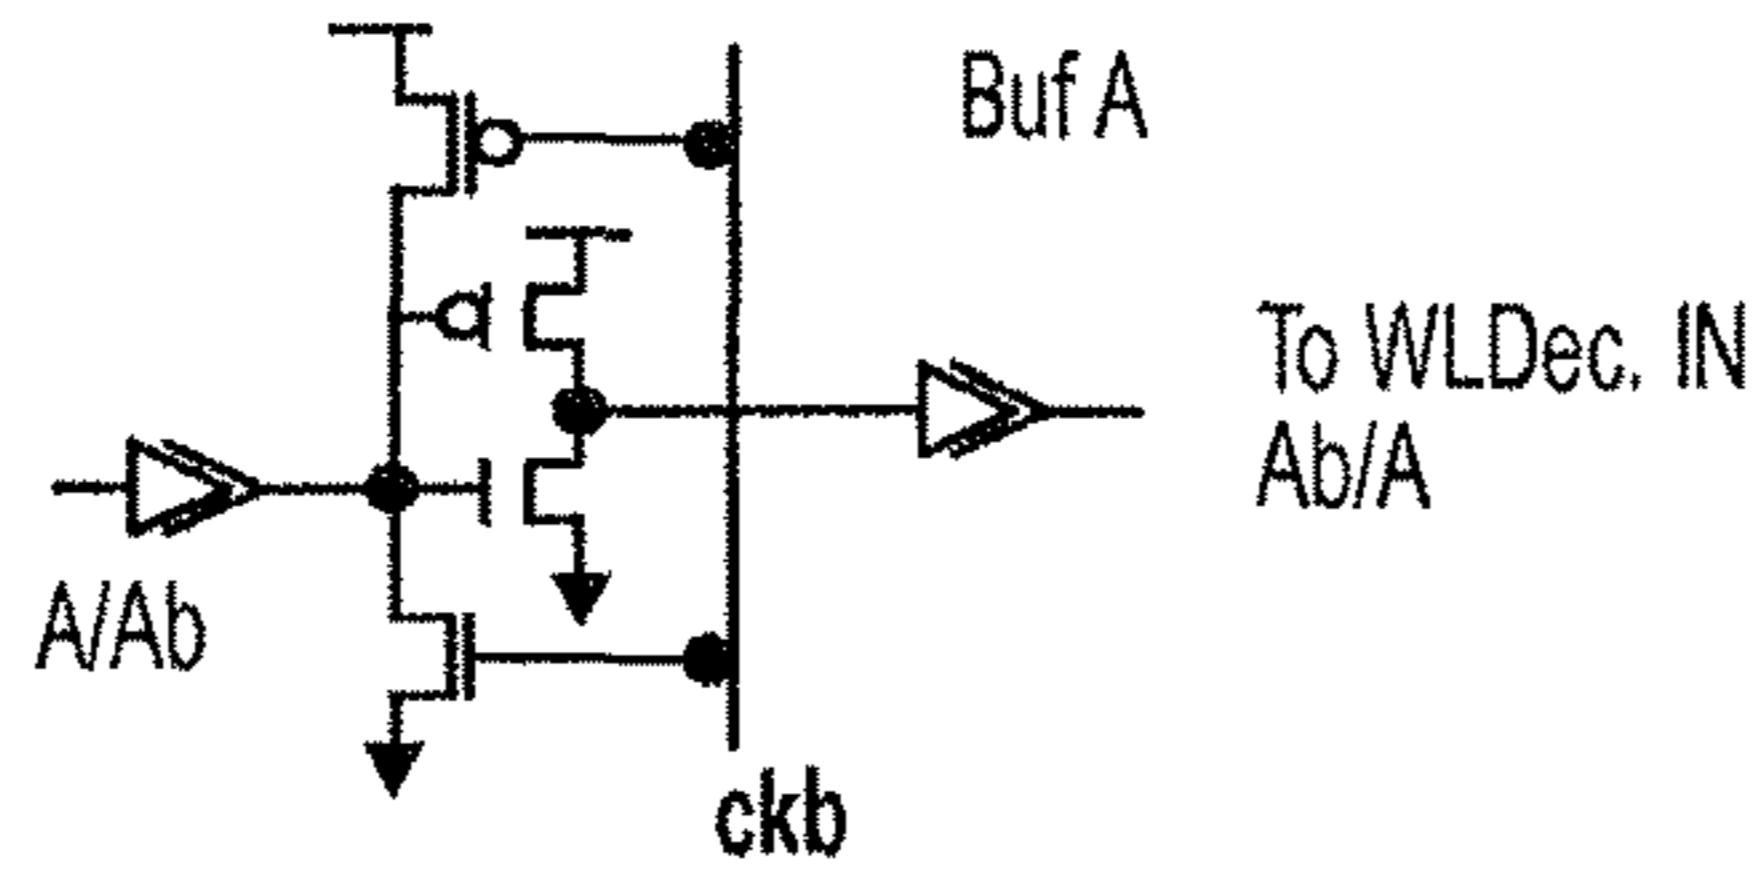 Buf A
To WLDec. IN
Ab/A
A/Ab
ckb